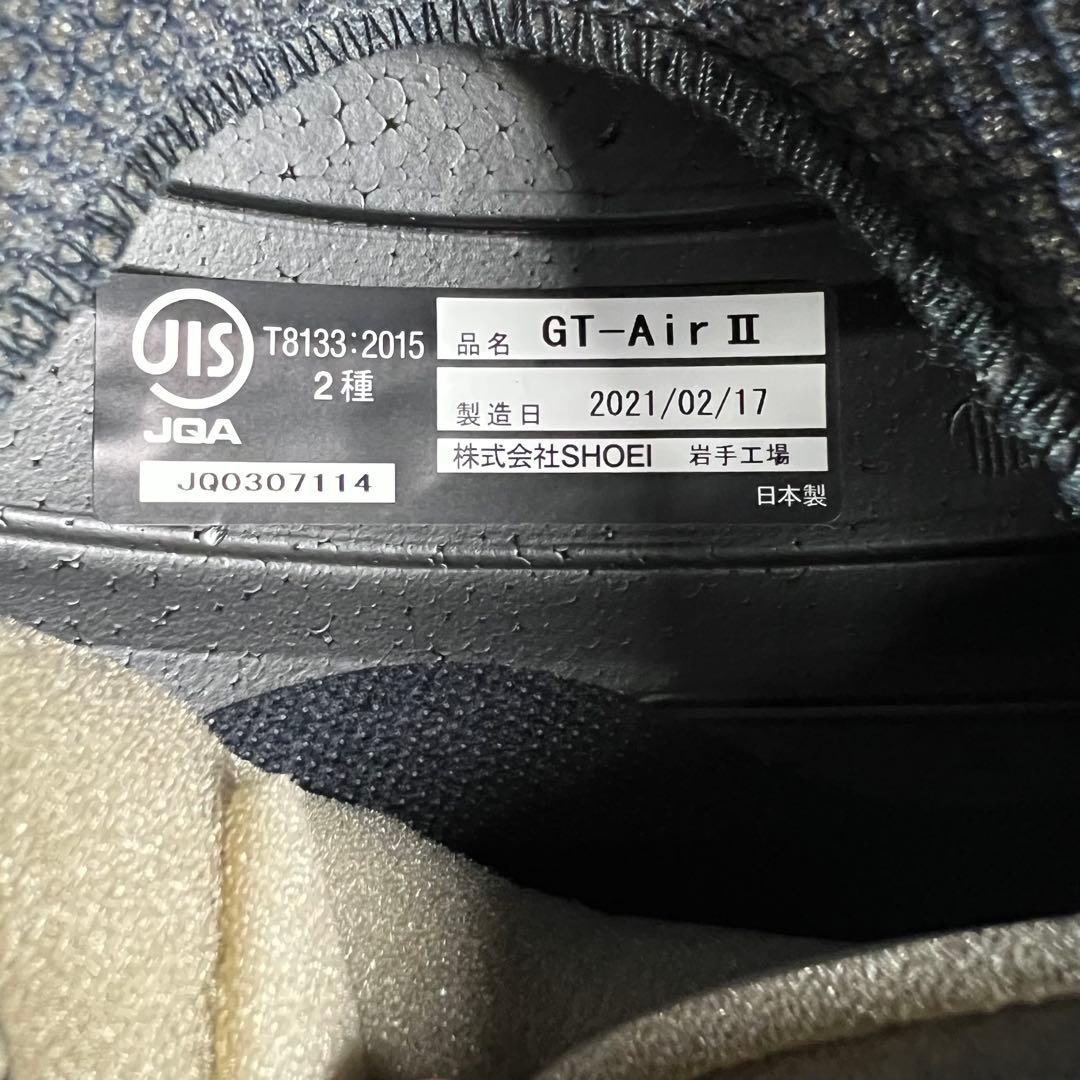 JIS
T8133:2015
2種
JQA
JQ0307114
品名 GT-Air Ⅱ
製造日 2021/02/17
株式会社SHOEI 岩手工場
日本製